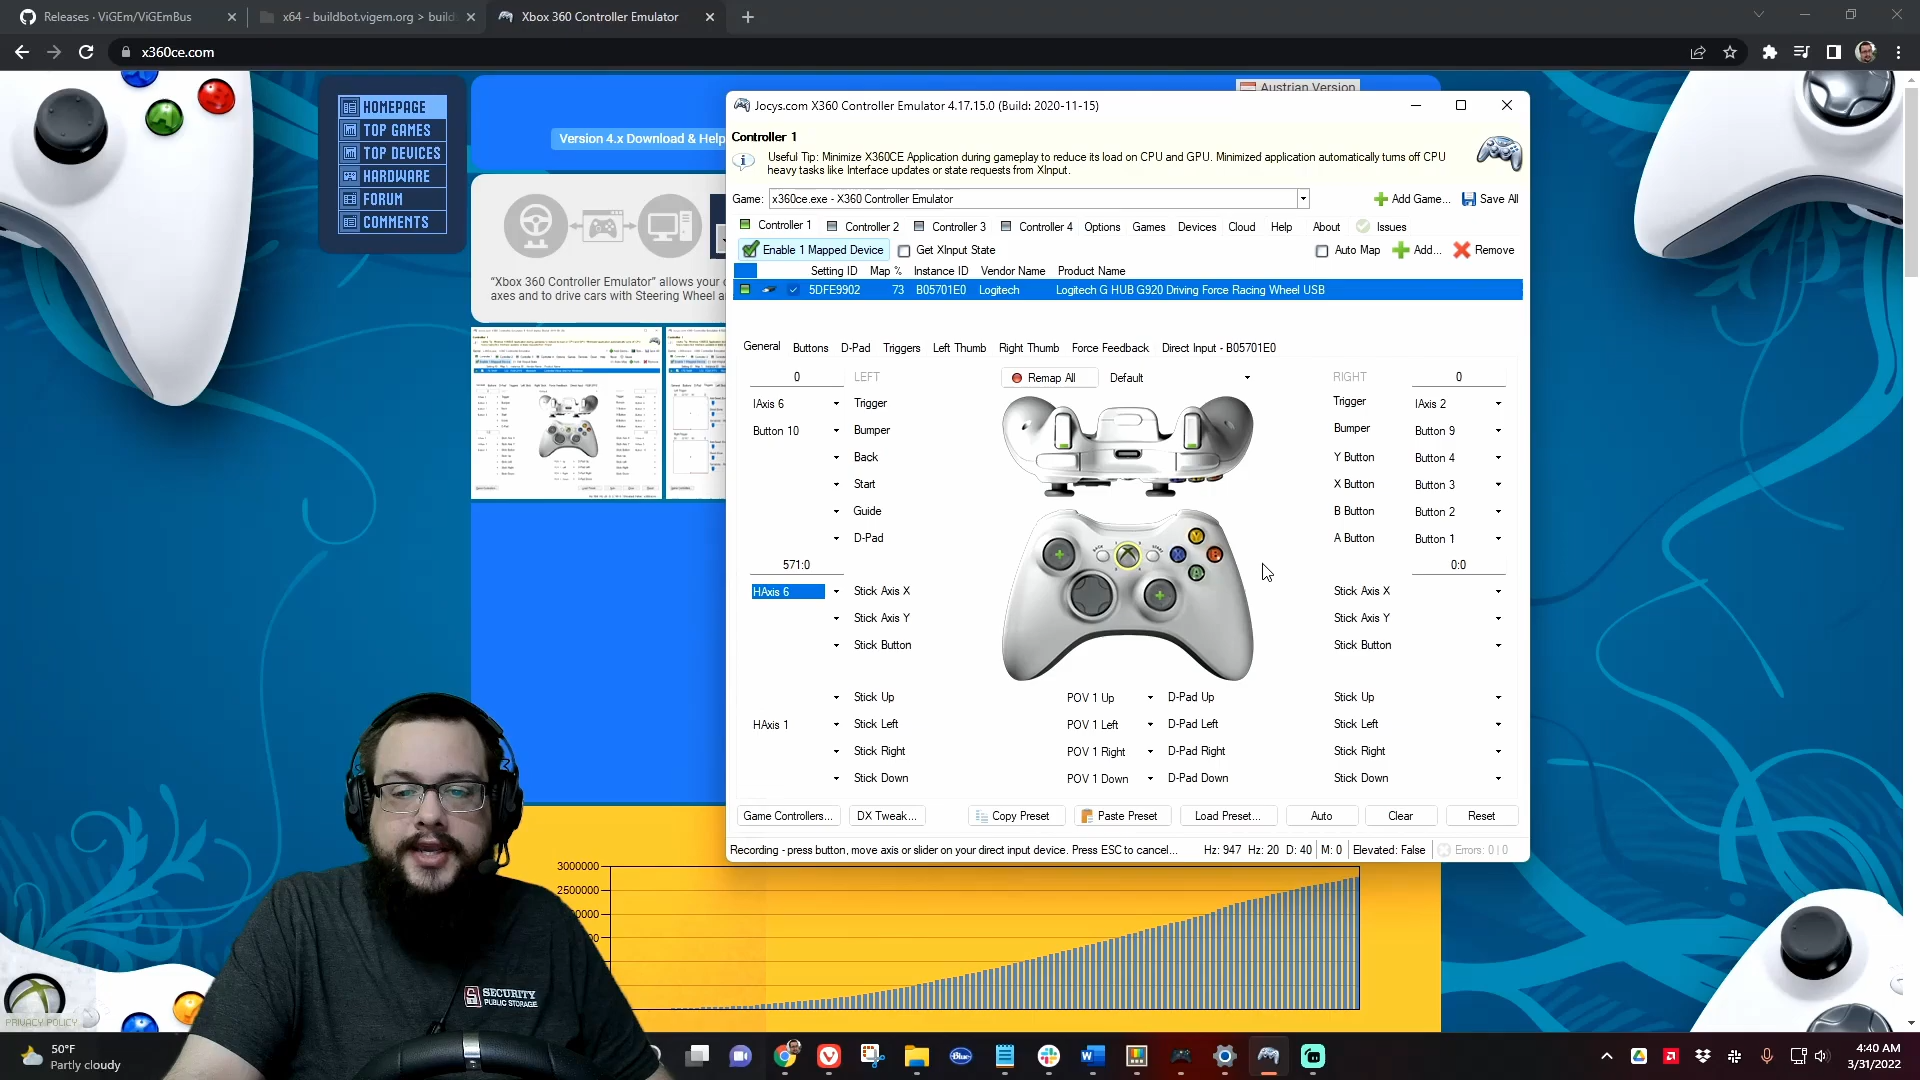 Releases · ViGEm/ViGEmBus
x64 - buildbot.vigem.org > build
Xbox 360 Controller Emulator
x360ce.com
HOMEPAGE
TOP GAMES
TOP DEVICES
HARDWARE
FORUM
COMMENTS
Austrian Version
Version 4.x Download & Help
"Xbox 360 Controller Emulator" allows your
axes and to drive cars with Steering Wheel a
Jocys.com X360 Controller Emulator 4.17.15.0 (Build: 2020-11-15)
Controller 1
Useful Tip: Minimize X360CE Application during gameplay to reduce its load on CPU and GPU. Minimized application automatically turns off CPU
heavy tasks like Interface updates or state requests from XInput.
Game: x360ce.exe - X360 Controller Emulator Add Game... Save All
Controller 1 Controller 2 Controller 3 Controller 4 Options Games Devices Cloud Help About Issues
Enable 1 Mapped Device Get XInput State Auto Map Add... Remove
Setting ID Map % Instance ID Vendor Name Product Name
5DFE9902 73 B05701E0 Logitech Logitech G HUB G920 Driving Force Racing Wheel USB
General Buttons D-Pad Triggers Left Thumb Right Thumb Force Feedback Direct Input - B05701E0
0 LEFT Remap All Default RIGHT 0
IAxis 6 Trigger Trigger IAxis 2
Button 10 Bumper Bumper Button 9
Back Y Button Button 4
Start X Button Button 3
Guide B Button Button 2
D-Pad A Button Button 1
571:0 0:0
HAxis 6 Stick Axis X Stick Axis X
Stick Axis Y Stick Axis Y
Stick Button Stick Button
Stick Up POV 1 Up D-Pad Up Stick Up
HAxis 1 Stick Left POV 1 Left D-Pad Left Stick Left
Stick Right POV 1 Right D-Pad Right Stick Right
Stick Down POV 1 Down D-Pad Down Stick Down
Game Controllers... DX Tweak... Copy Preset Paste Preset Load Preset... Auto Clear Reset
Recording - press button, move axis or slider on your direct input device. Press ESC to cancel... Hz: 947 Hz: 20 D: 40 M: 0 Elevated: False Errors: 0 | 0
3000000
2500000
SECURITY
PUBLIC STORAGE
PRIVACY POLICY
50°F
Partly cloudy
Blue
4:40 AM
3/31/2022